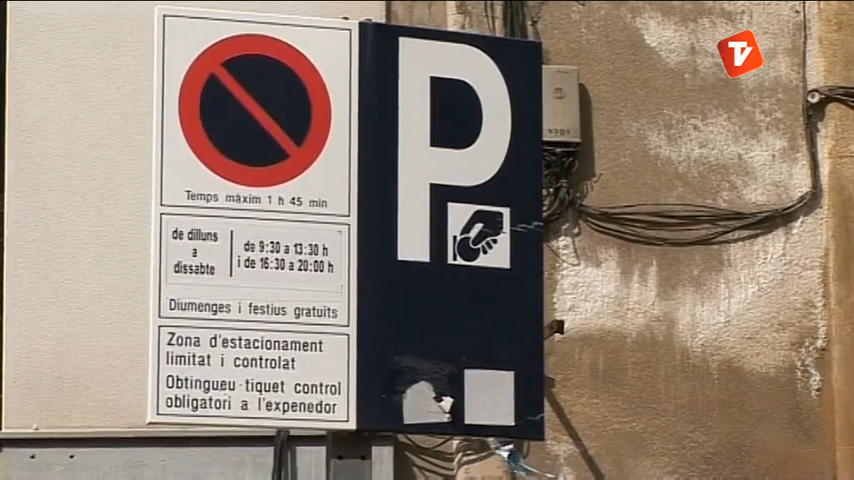 TV
P
Temps màxim 1 h 45 min
de dilluns
a
dissabte
de 9:30 a 13:30 h
i de 16:30 a 20:00 h
Diumenges i festius gratuïts
Zona d'estacionament
limitat i controlat
Obtingueu tiquet control
obligatori a l'expenedor